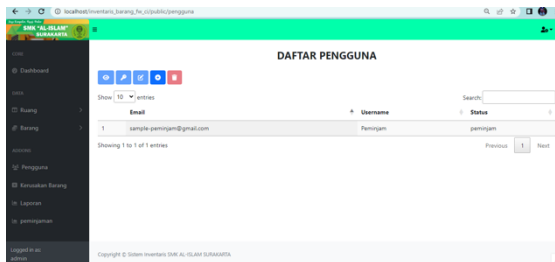 localhost/inventaris_barang_fw_ci/public/pengguna
SMK "AL-ISLAM"
SURAKARTA
HOME
Dashboard
DATA
Ruang
Barang
Pengguna
Kerusakan Barang
Laporan
peminjaman
Logged in as:
admin
DAFTAR PENGGUNA
Show 10 entries
Search:
Email Username Status
1 sample-peminjam@gmail.com Peminjam peminjam
Showing 1 to 1 of 1 entries
Previous 1 Next
Copyright © Sistem Inventaris SMK AL-ISLAM SURAKARTA